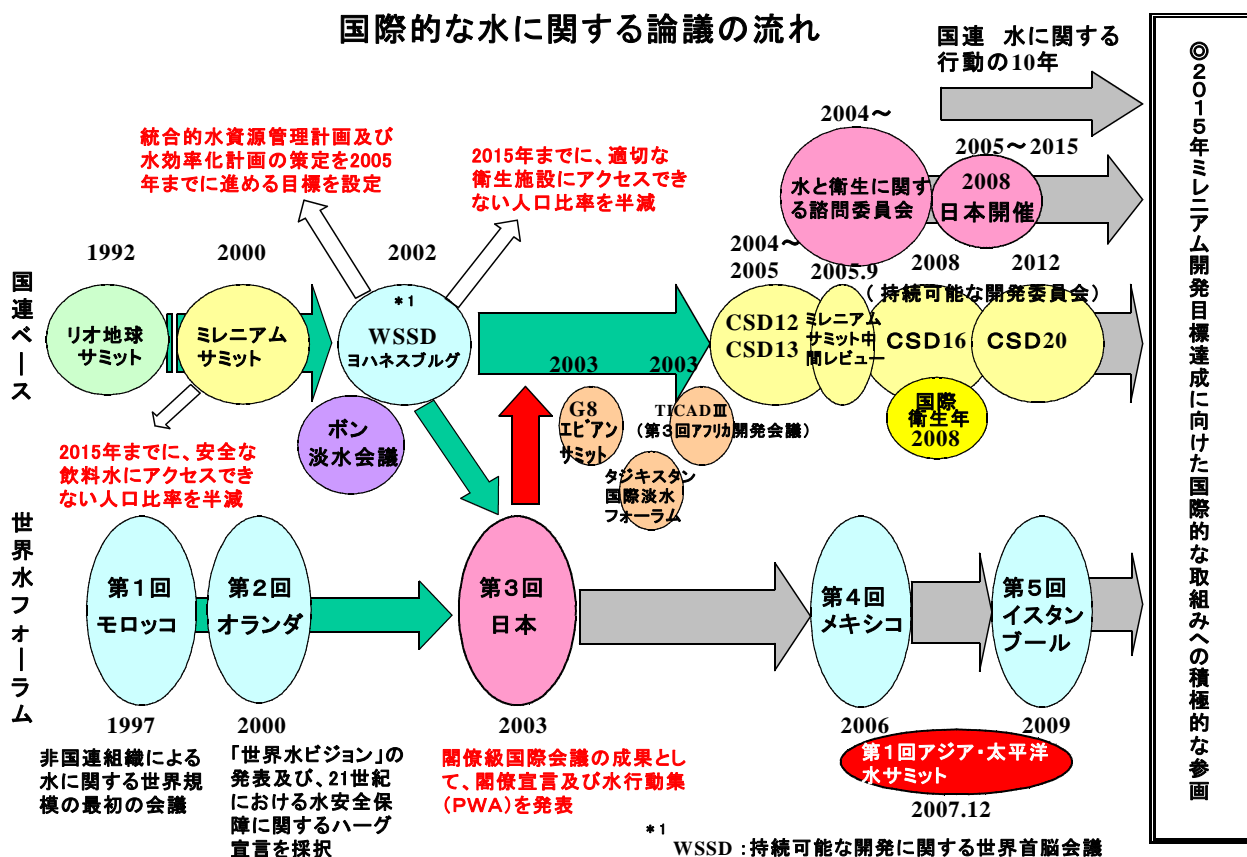 国際的な水に関する論議の流れ
国連 水に関する
行動の10年
2004～
統合的水資源管理計画及び
水効率化計画の策定を2005
年までに進める目標を設定
2015年までに、適切な
衛生施設にアクセスでき
ない人口比率を半減
水と衛生に関す
る諮問委員会
2005～2015
2008
日本開催
国連ベース
1992
リオ地球
サミット
2000
ミレニアム
サミット
2002
*1
WSSD
ヨハネスブルグ
ボン
淡水会議
2015年までに、安全な
飲料水にアクセスでき
ない人口比率を半減
2003
G8
エビアン
サミット
2003
TICADⅢ
(第3回アフリカ開発会議)
タジキスタン
国際淡水
フォーラム
2004～
2005
CSD12
CSD13
2005.9
ミレニアム
サミット中
間レビュー
2008
(持続可能な開発委員会)
CSD16
国際
衛生年
2008
2012
CSD20
世界水フォーラム
第1回
モロッコ
1997
非国連組織による
水に関する世界規
模の最初の会議
第2回
オランダ
2000
「世界水ビジョン」の
発表及び、21世紀
における水安全保
障に関するハーグ
宣言を採択
第3回
日本
2003
閣僚級国際会議の成果とし
て、閣僚宣言及び水行動集
(PWA)を発表
第4回
メキシコ
2006
第5回
イスタン
ブール
2009
第1回アジア・太平洋
水サミット
2007.12
*1
WSSD：持続可能な開発に関する世界首脳会議
◎2015年ミレニアム開発目標達成に向けた国際的な取組みへの積極的な参画